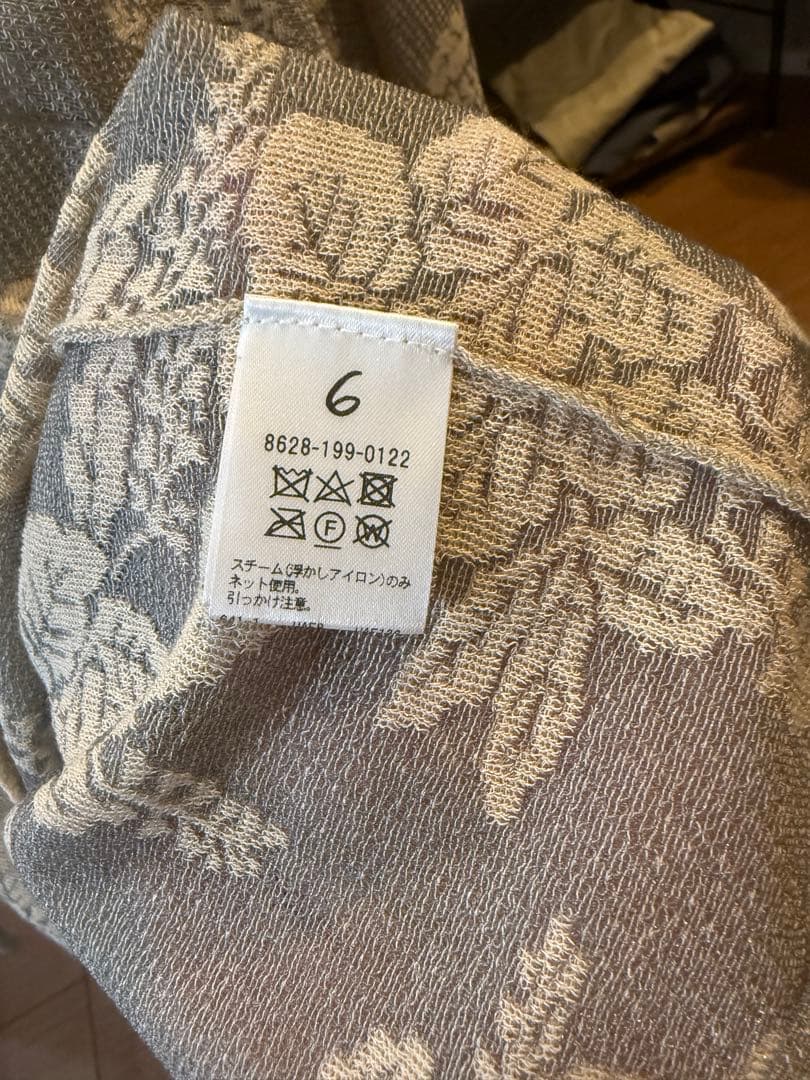 6
8628-199-0122
F W
スチーム(浮かしアイロン)のみ
ネット使用。
引っかけ注意。